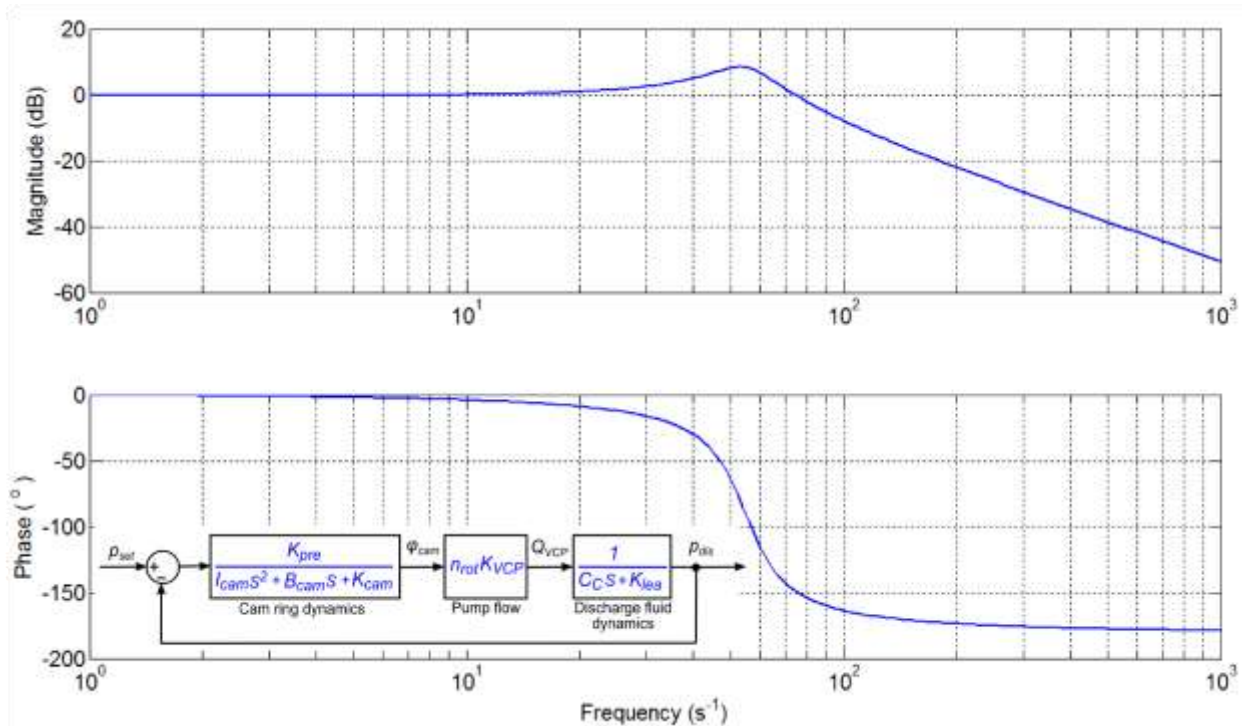 20
0
-20
-40
-60
Magnitude (dB)
10^0 10^1 10^2 10^3
0
-50
-100
-150
-200
Phase (°)
p_set + - K_pre / I_cam s^2 + B_cam s + K_cam φ_cam n_rot K_VCP Q_VCP 1 / C_C s + K_lea p_dis
Cam ring dynamics Pump flow Discharge fluid
dynamics
10^0 10^1 10^2 10^3
Frequency (s^-1)